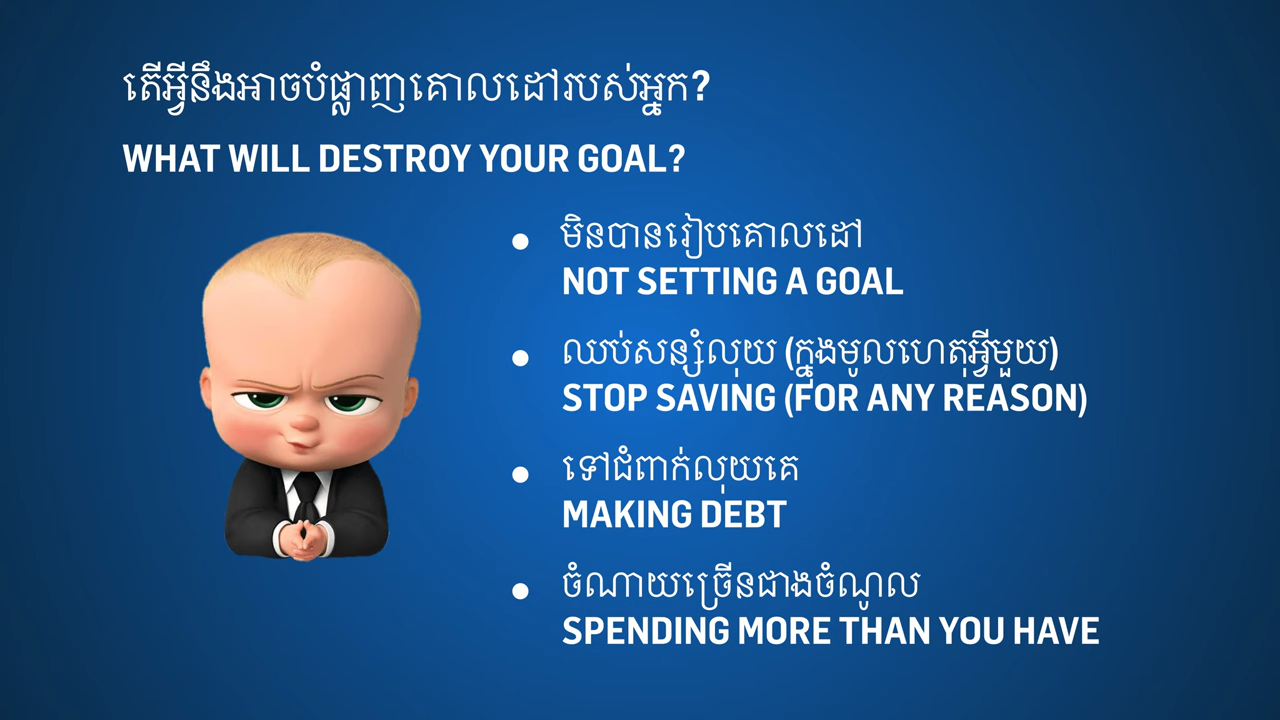 តើអ្វីនឹងអាចបំផ្លាញគោលដៅរបស់អ្នក?
WHAT WILL DESTROY YOUR GOAL?
• មិនបានរៀបគោលដៅ
NOT SETTING A GOAL
• ឈប់សន្សំលុយ (ក្នុងមូលហេតុអ្វីមួយ)
STOP SAVING (FOR ANY REASON)
• ទៅជំពាក់លុយគេ
MAKING DEBT
• ចំណាយច្រើនជាងចំណូល
SPENDING MORE THAN YOU HAVE